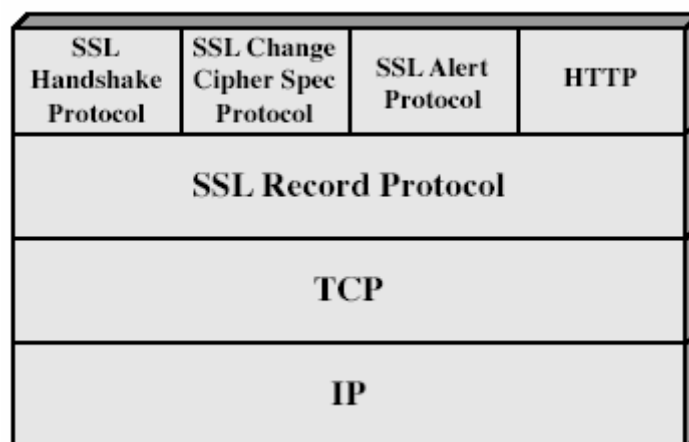 SSL
Handshake
Protocol
SSL Change
Cipher Spec
Protocol
SSL Alert
Protocol
HTTP
SSL Record Protocol
TCP
IP